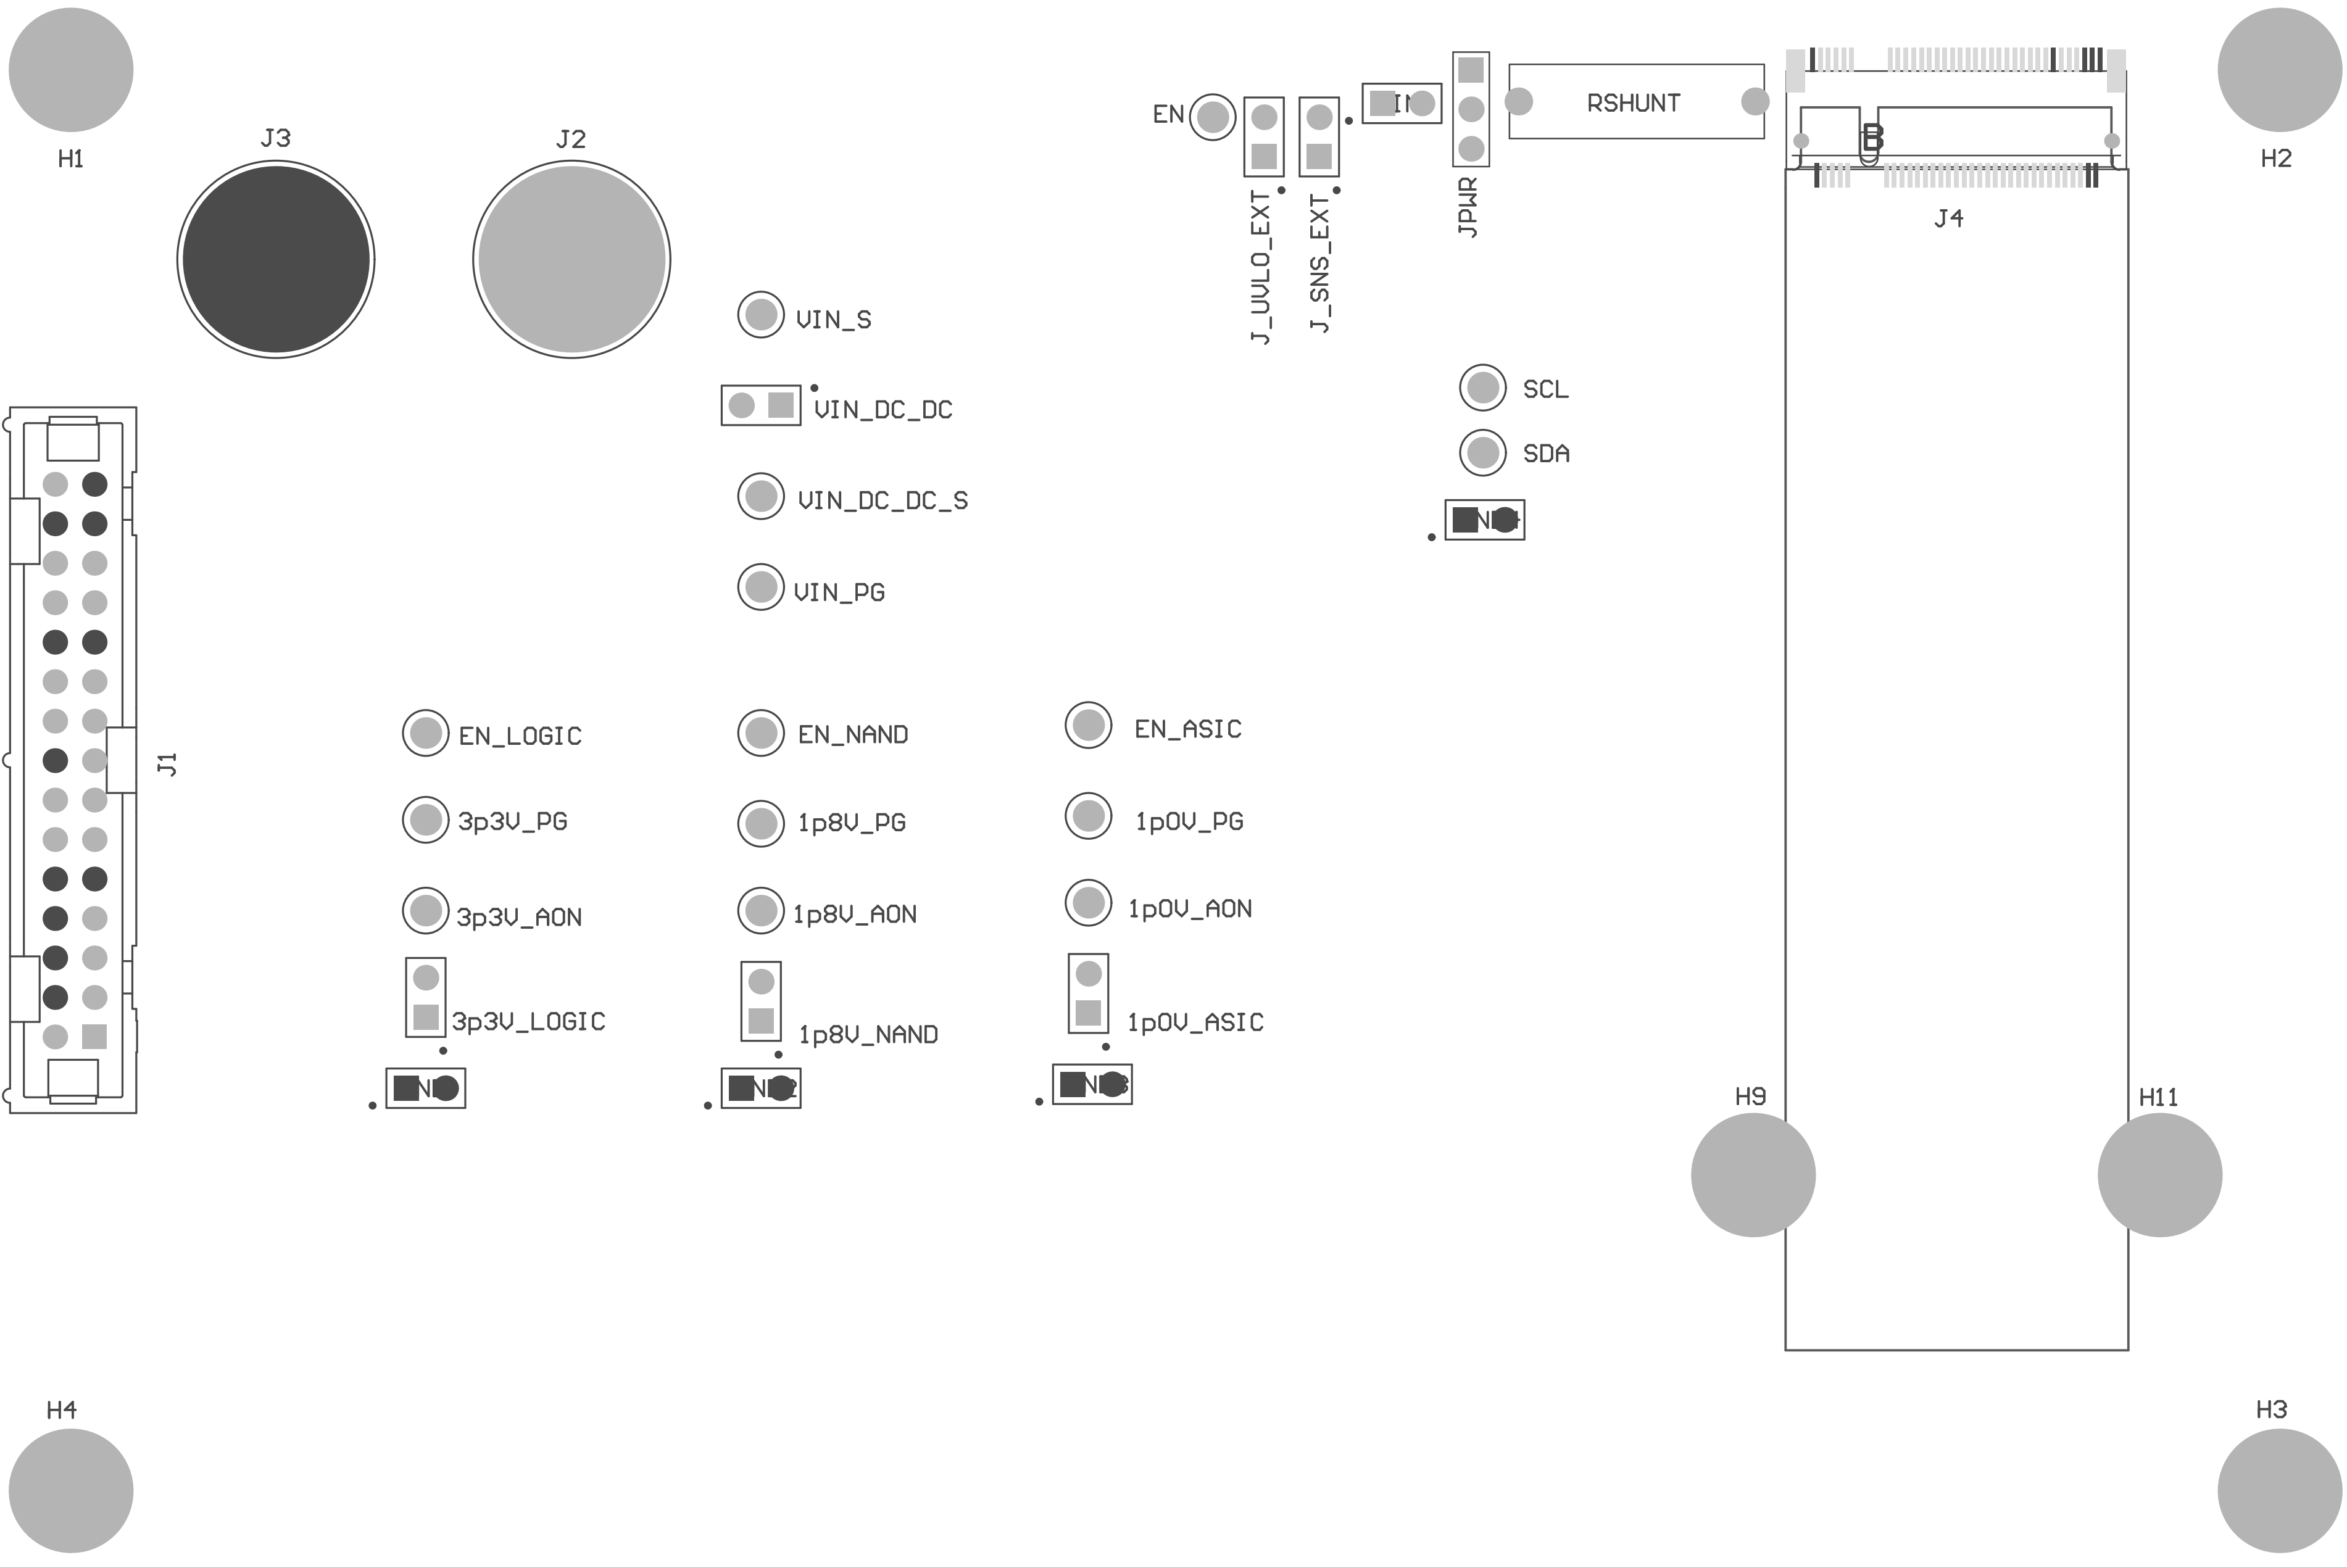 H1
J3
J2
EN
RSHUNT
B
H2
JPWR
J4
J_UVLO_EXT
J_SNS_EXT
VIN_S
VIN_DC_DC
SCL
SDA
VIN_DC_DC_S
VIN_PG
J1
EN_LOGIC
EN_NAND
EN_ASIC
3p3V_PG
1p8V_PG
1p0V_PG
3p3V_AON
1p8V_AON
1p0V_AON
3p3V_LOGIC
1p8V_NAND
1p0V_ASIC
H9
H11
H4
H3